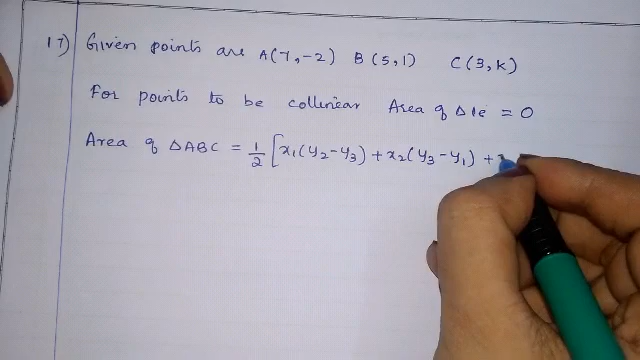 17) Given points are A(7,-2) B(5,1) C(3,K)
For points to be collinear Area of Δle = 0
Area of ΔABC = 1/2 [x₁(y₂-y₃) + x₂(y₃-y₁) +